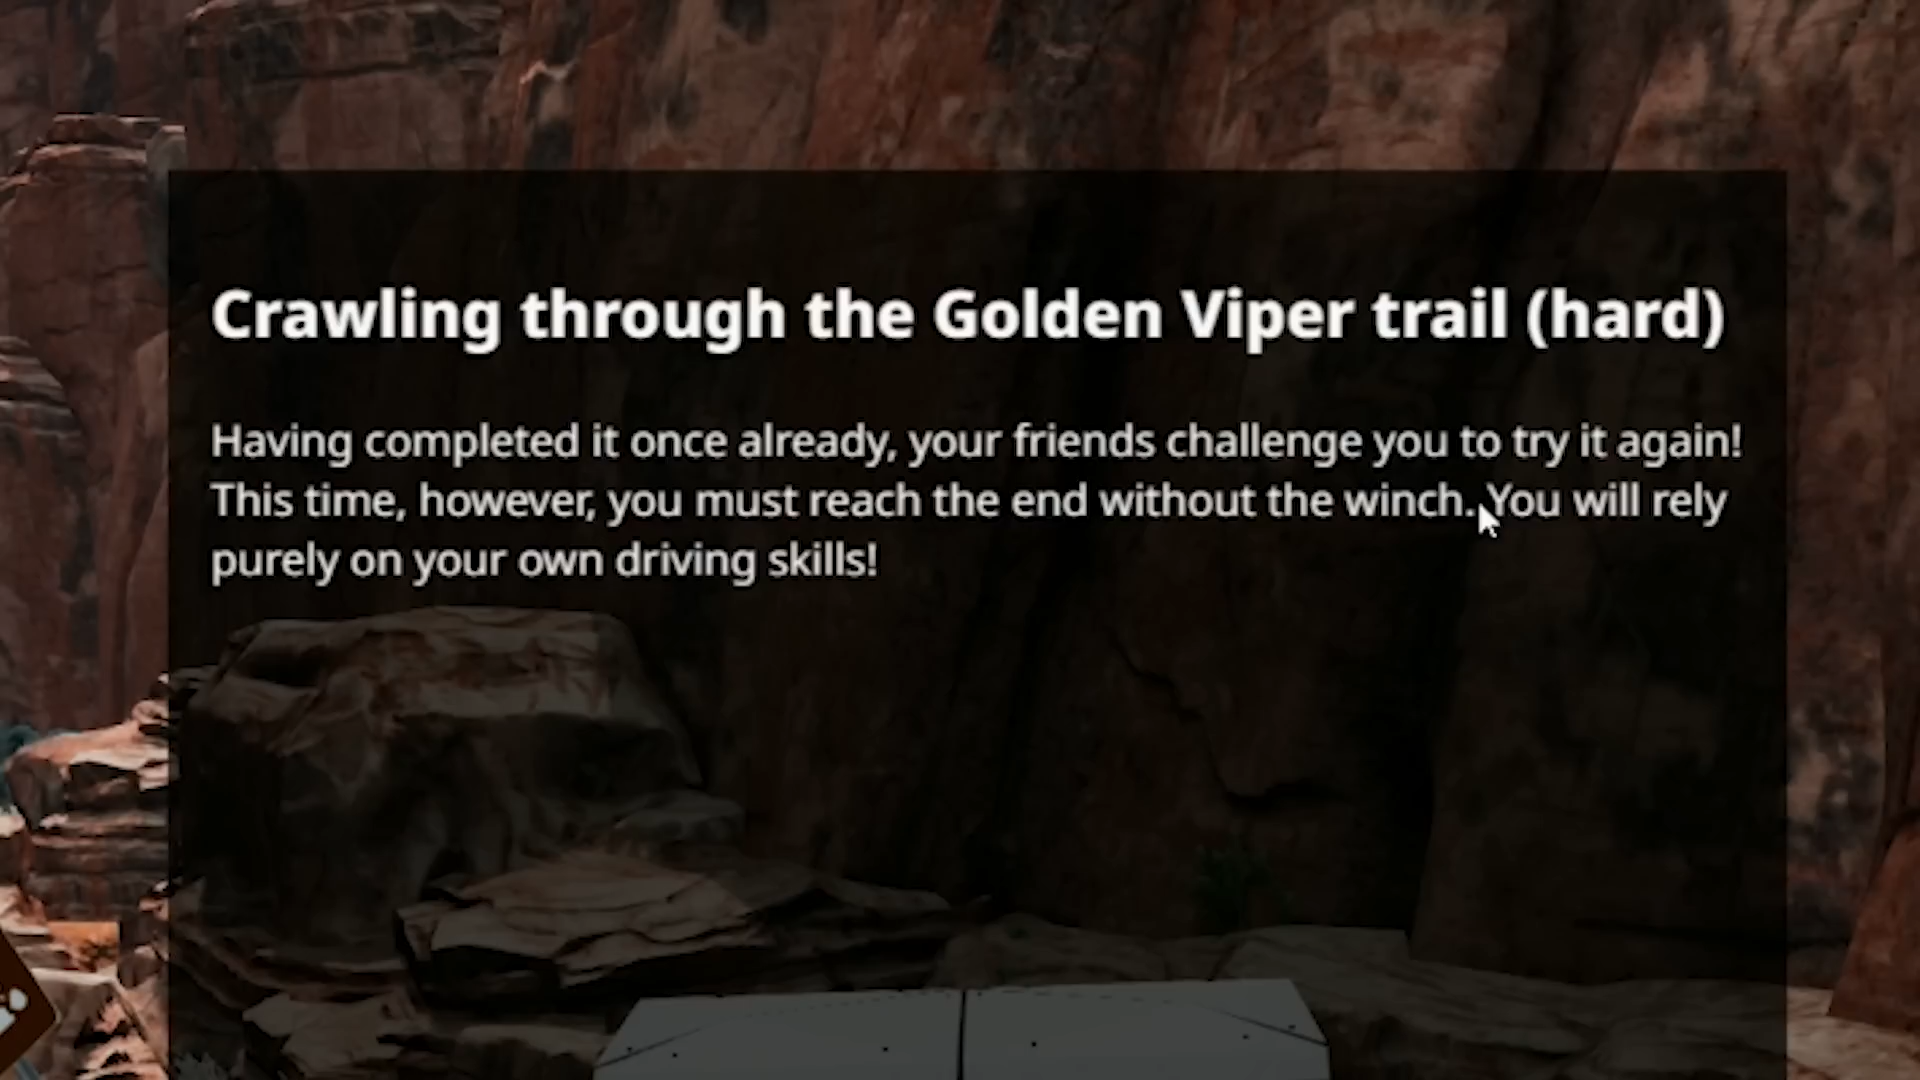 Crawling through the Golden Viper trail (hard)
Having completed it once already, your friends challenge you to try it again!
This time, however, you must reach the end without the winch. You will rely
purely on your own driving skills!